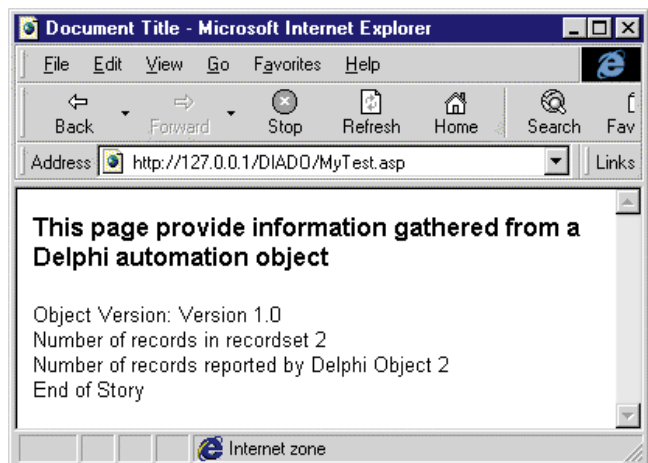 Document Title - Microsoft Internet Explorer
File Edit View Go Favorites Help
Back Forward Stop Refresh Home Search Fav
Address http://127.0.0.1/DIADO/MyTest.asp Links
This page provide information gathered from a
Delphi automation object
Object Version: Version 1.0
Number of records in recordset 2
Number of records reported by Delphi Object 2
End of Story
Internet zone